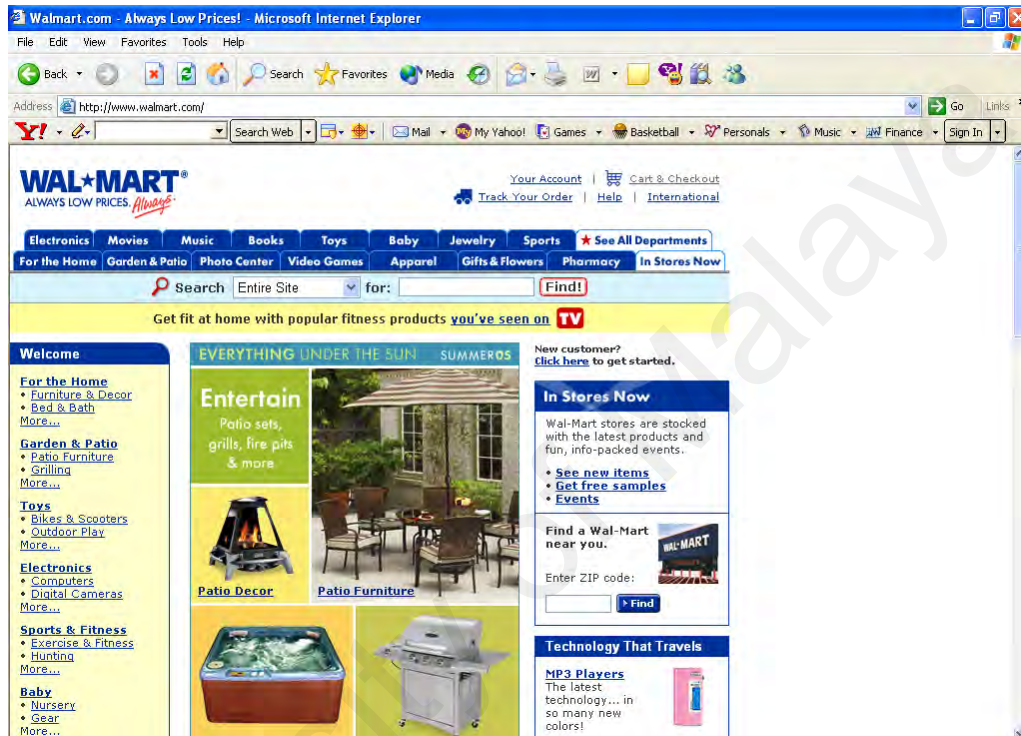 Walmart.com - Always Low Prices! - Microsoft Internet Explorer
File Edit View Favorites Tools Help
Back Search Favorites Media
Address http://www.walmart.com/ Go Links
Y! Search Web Mail My Yahoo! Games Basketball Personals Music Finance Sign In
WAL★MART®
ALWAYS LOW PRICES. Always.
Your Account | Cart & Checkout
Track Your Order | Help | International
Electronics Movies Music Books Toys Baby Jewelry Sports ★ See All Departments
For the Home Garden & Patio Photo Center Video Games Apparel Gifts & Flowers Pharmacy In Stores Now
Search Entire Site for: Find!
Get fit at home with popular fitness products you've seen on TV
Welcome
For the Home
• Furniture & Decor
• Bed & Bath
More...
Garden & Patio
• Patio Furniture
• Grilling
More...
Toys
• Bikes & Scooters
• Outdoor Play
More...
Electronics
• Computers
• Digital Cameras
More...
Sports & Fitness
• Exercise & Fitness
• Hunting
More...
Baby
• Nursery
• Gear
More...
EVERYTHING UNDER THE SUN SUMMER05
Entertain
Patio sets,
grills, fire pits
& more
Patio Decor
Patio Furniture
New customer?
Click here to get started.
In Stores Now
Wal-Mart stores are stocked
with the latest products and
fun, info-packed events.
• See new items
• Get free samples
• Events
Find a Wal-Mart
near you.
WAL-MART
Enter ZIP code:
Find
Technology That Travels
MP3 Players
The latest
technology... in
so many new
colors!
of Malaya